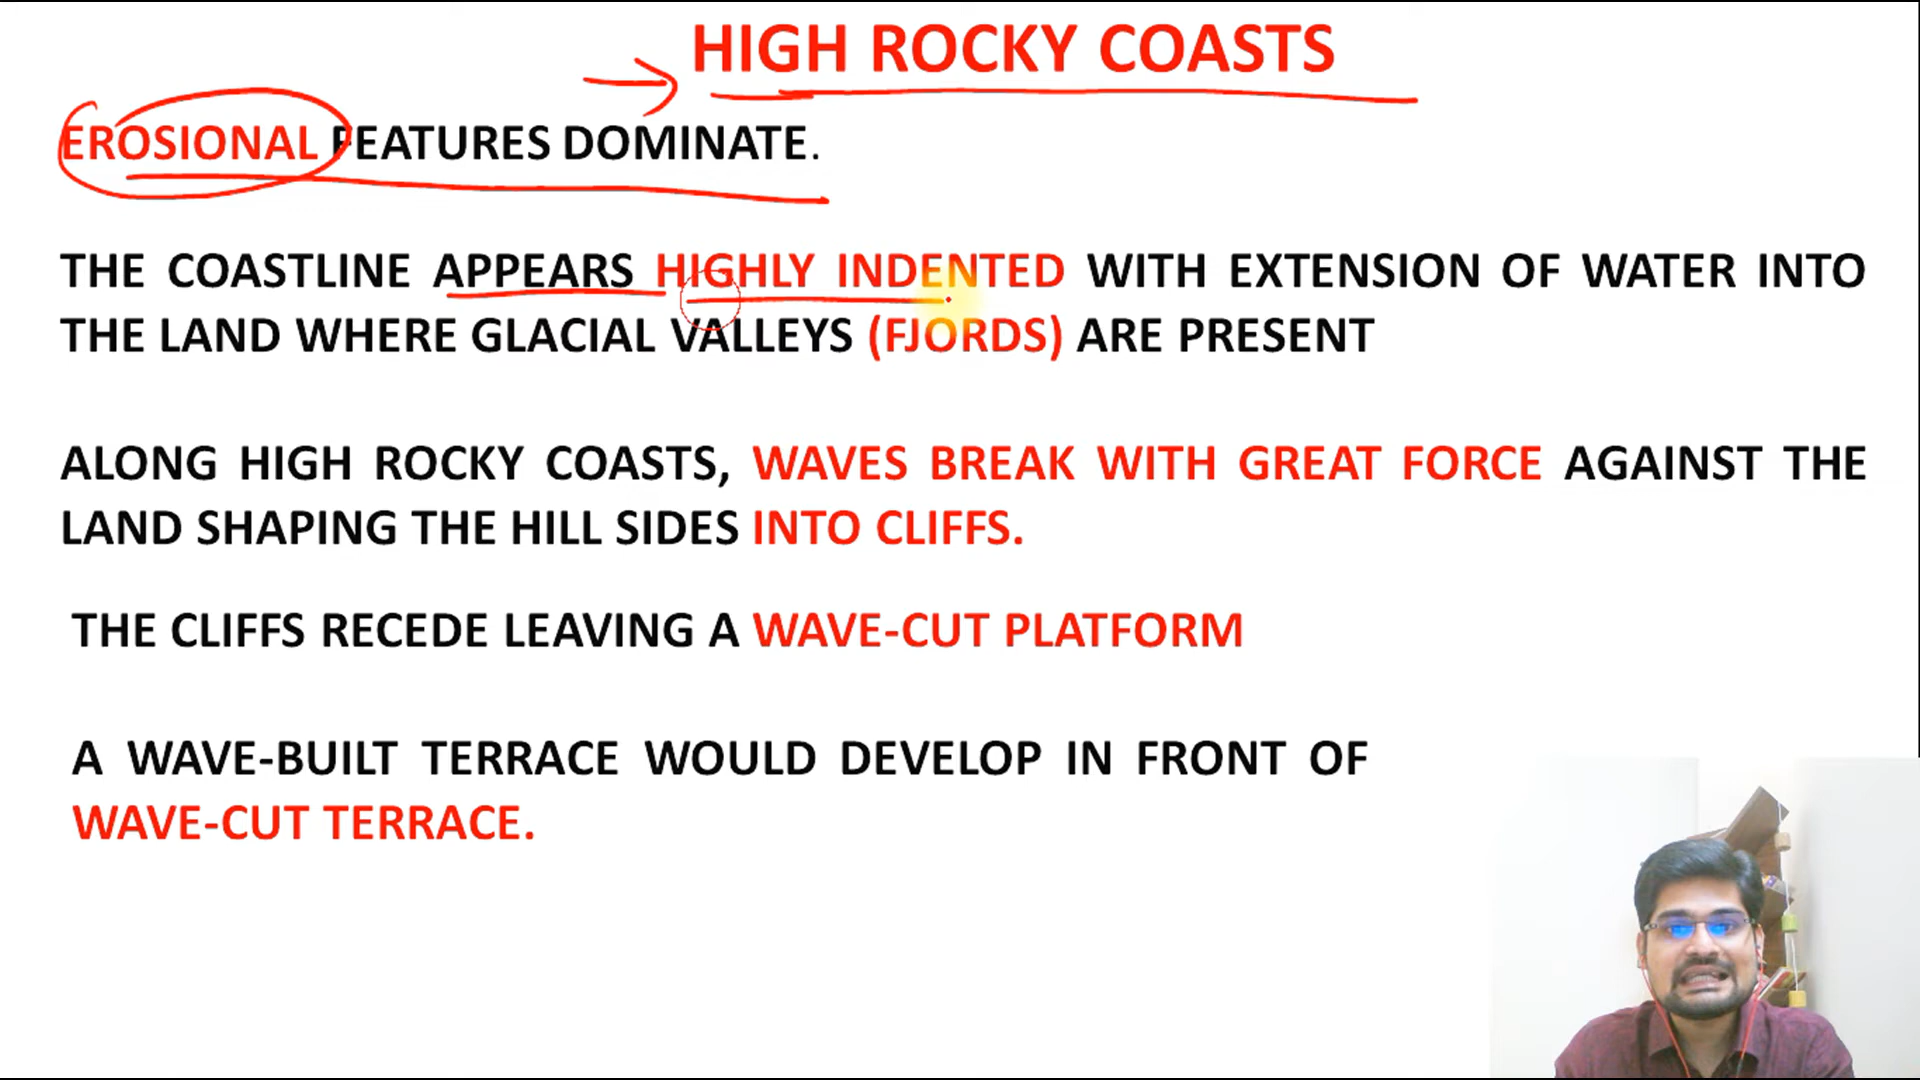 HIGH ROCKY COASTS
EROSIONAL FEATURES DOMINATE.
THE COASTLINE APPEARS HIGHLY INDENTED WITH EXTENSION OF WATER INTO
THE LAND WHERE GLACIAL VALLEYS (FJORDS) ARE PRESENT
ALONG HIGH ROCKY COASTS, WAVES BREAK WITH GREAT FORCE AGAINST THE
LAND SHAPING THE HILL SIDES INTO CLIFFS.
THE CLIFFS RECEDE LEAVING A WAVE-CUT PLATFORM
A WAVE-BUILT TERRACE WOULD DEVELOP IN FRONT OF
WAVE-CUT TERRACE.